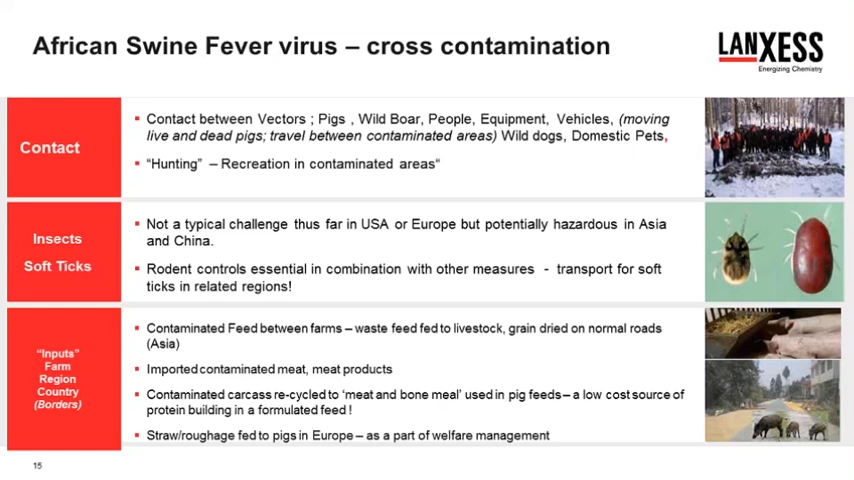 African Swine Fever virus – cross contamination
LANXESS
Energizing Chemistry
Contact
▪ Contact between Vectors ; Pigs , Wild Boar, People, Equipment, Vehicles, (moving
live and dead pigs; travel between contaminated areas) Wild dogs, Domestic Pets,
▪ “Hunting” – Recreation in contaminated areas“
Insects
Soft Ticks
▪ Not a typical challenge thus far in USA or Europe but potentially hazardous in Asia
and China.
▪ Rodent controls essential in combination with other measures - transport for soft
ticks in related regions!
“Inputs”
Farm
Region
Country
(Borders)
▪ Contaminated Feed between farms – waste feed fed to livestock, grain dried on normal roads
(Asia)
▪ Imported contaminated meat, meat products
▪ Contaminated carcass re-cycled to ‘meat and bone meal’ used in pig feeds – a low cost source of
protein building in a formulated feed !
▪ Straw/roughage fed to pigs in Europe – as a part of welfare management
15